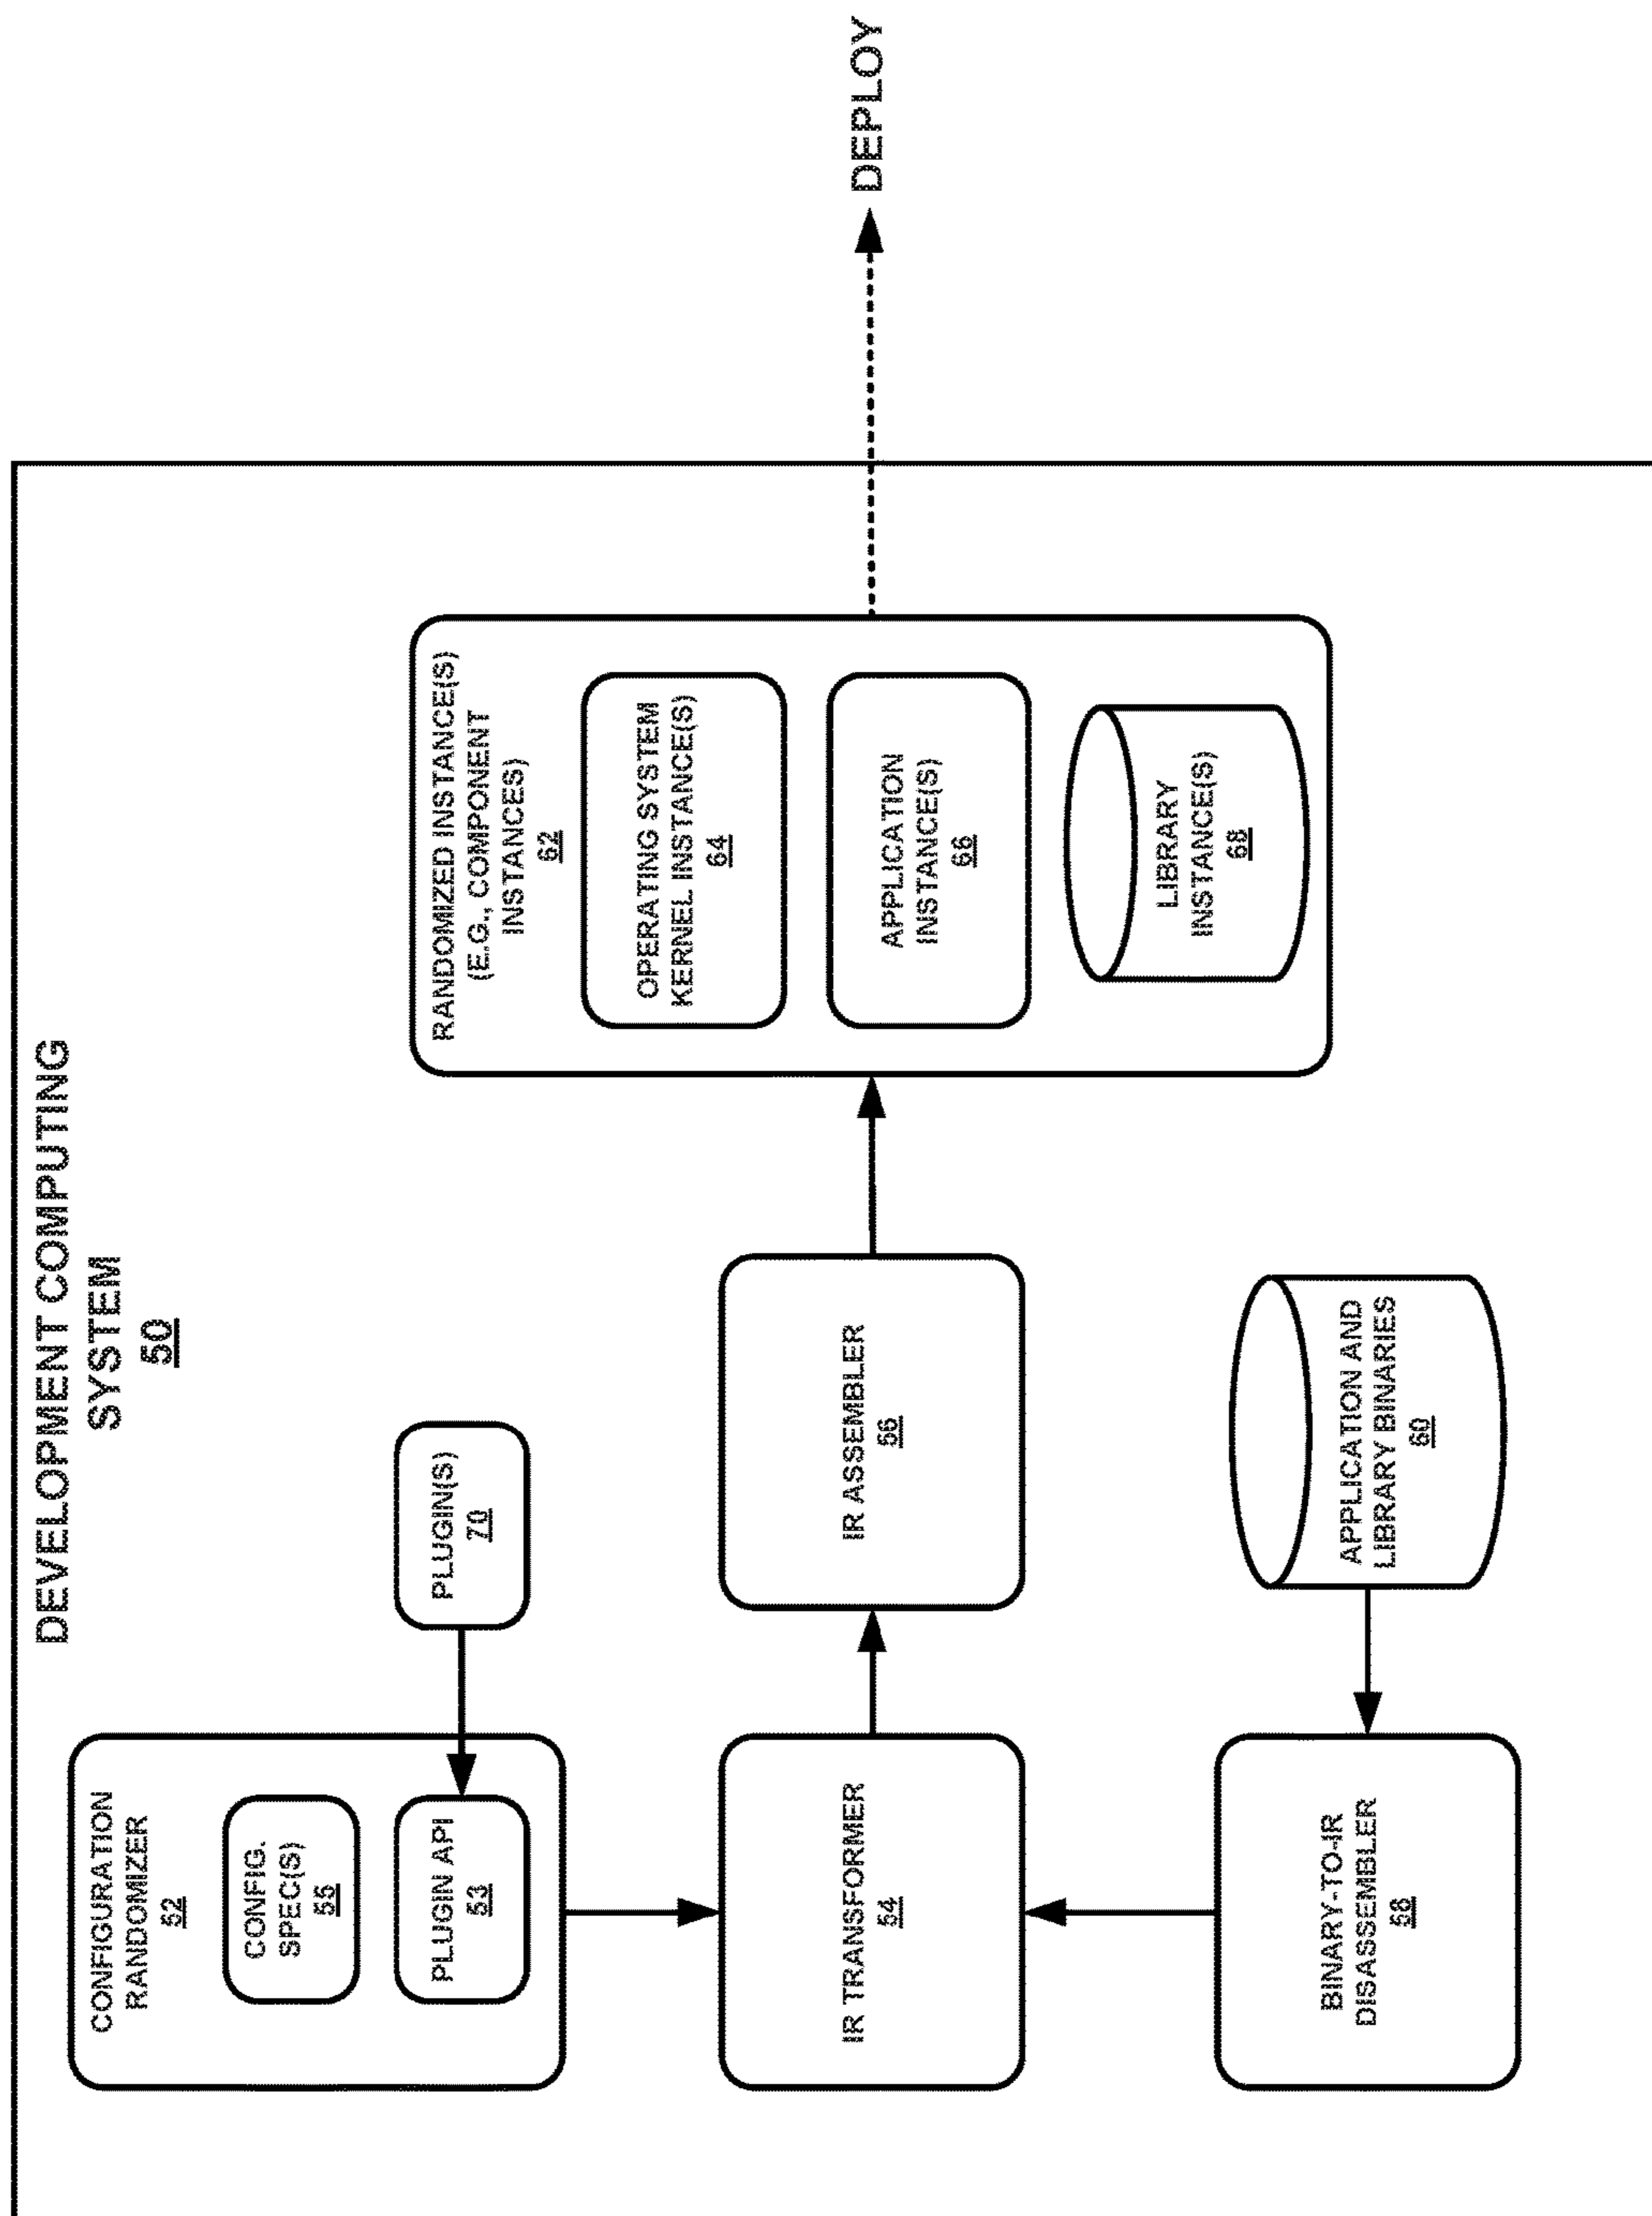 DEVELOPMENT COMPUTING
SYSTEM
50
CONFIGURATION
RANDOMIZER
52
CONFIG.
SPEC(S)
55
PLUGIN API
53
PLUGIN(S)
70
IR TRANSFORMER
54
IR ASSEMBLER
56
BINARY-TO-IR
DISASSEMBLER
58
APPLICATION AND
LIBRARY BINARIES
60
RANDOMIZED INSTANCE(S)
(E.G., COMPONENT
INSTANCES)
62
OPERATING SYSTEM
KERNEL INSTANCE(S)
64
APPLICATION
INSTANCE(S)
66
LIBRARY
INSTANCE(S)
68
DEPLOY